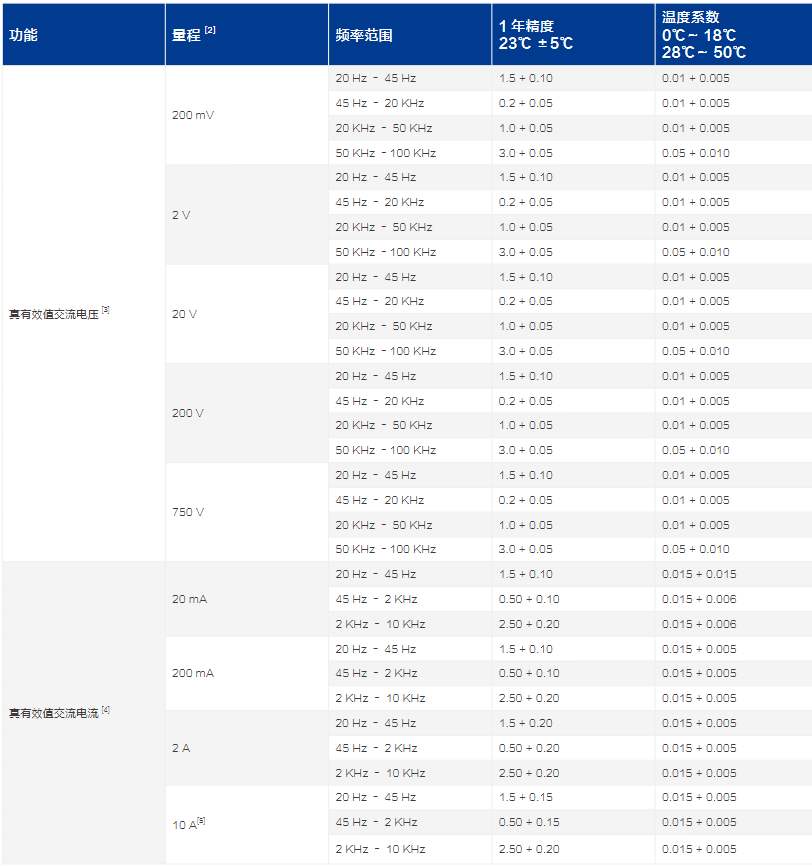 功能 量程 [2] 频率范围 1 年精度 23℃ ±5℃ 温度系数 0℃ ~ 18℃ 28℃ ~ 50℃
真有效值交流电压 [3]
200 mV
20 Hz – 45 Hz 1.5 + 0.10 0.01 + 0.005
45 Hz – 20 KHz 0.2 + 0.05 0.01 + 0.005
20 KHz – 50 KHz 1.0 + 0.05 0.01 + 0.005
50 KHz –100 KHz 3.0 + 0.05 0.05 + 0.010
2 V
20 Hz – 45 Hz 1.5 + 0.10 0.01 + 0.005
45 Hz – 20 KHz 0.2 + 0.05 0.01 + 0.005
20 KHz – 50 KHz 1.0 + 0.05 0.01 + 0.005
50 KHz –100 KHz 3.0 + 0.05 0.05 + 0.010
20 V
20 Hz – 45 Hz 1.5 + 0.10 0.01 + 0.005
45 Hz – 20 KHz 0.2 + 0.05 0.01 + 0.005
20 KHz – 50 KHz 1.0 + 0.05 0.01 + 0.005
50 KHz –100 KHz 3.0 + 0.05 0.05 + 0.010
200 V
20 Hz – 45 Hz 1.5 + 0.10 0.01 + 0.005
45 Hz – 20 KHz 0.2 + 0.05 0.01 + 0.005
20 KHz – 50 KHz 1.0 + 0.05 0.01 + 0.005
50 KHz –100 KHz 3.0 + 0.05 0.05 + 0.010
750 V
20 Hz – 45 Hz 1.5 + 0.10 0.01 + 0.005
45 Hz – 20 KHz 0.2 + 0.05 0.01 + 0.005
20 KHz – 50 KHz 1.0 + 0.05 0.01 + 0.005
50 KHz –100 KHz 3.0 + 0.05 0.05 + 0.010
真有效值交流电流 [4]
20 mA
20 Hz – 45 Hz 1.5 + 0.10 0.015 + 0.015
45 Hz – 2 KHz 0.50 + 0.10 0.015 + 0.006
2 KHz – 10 KHz 2.50 + 0.20 0.015 + 0.006
200 mA
20 Hz – 45 Hz 1.5 + 0.10 0.015 + 0.005
45 Hz – 2 KHz 0.50 + 0.10 0.015 + 0.005
2 KHz – 10 KHz 2.50 + 0.20 0.015 + 0.005
2 A
20 Hz – 45 Hz 1.5 + 0.20 0.015 + 0.005
45 Hz – 2 KHz 0.50 + 0.20 0.015 + 0.005
2 KHz – 10 KHz 2.50 + 0.20 0.015 + 0.005
10 A[5]
20 Hz – 45 Hz 1.5 + 0.15 0.015 + 0.005
45 Hz – 2 KHz 0.50 + 0.15 0.015 + 0.005
2 KHz – 10 KHz 2.50 + 0.20 0.015 + 0.005